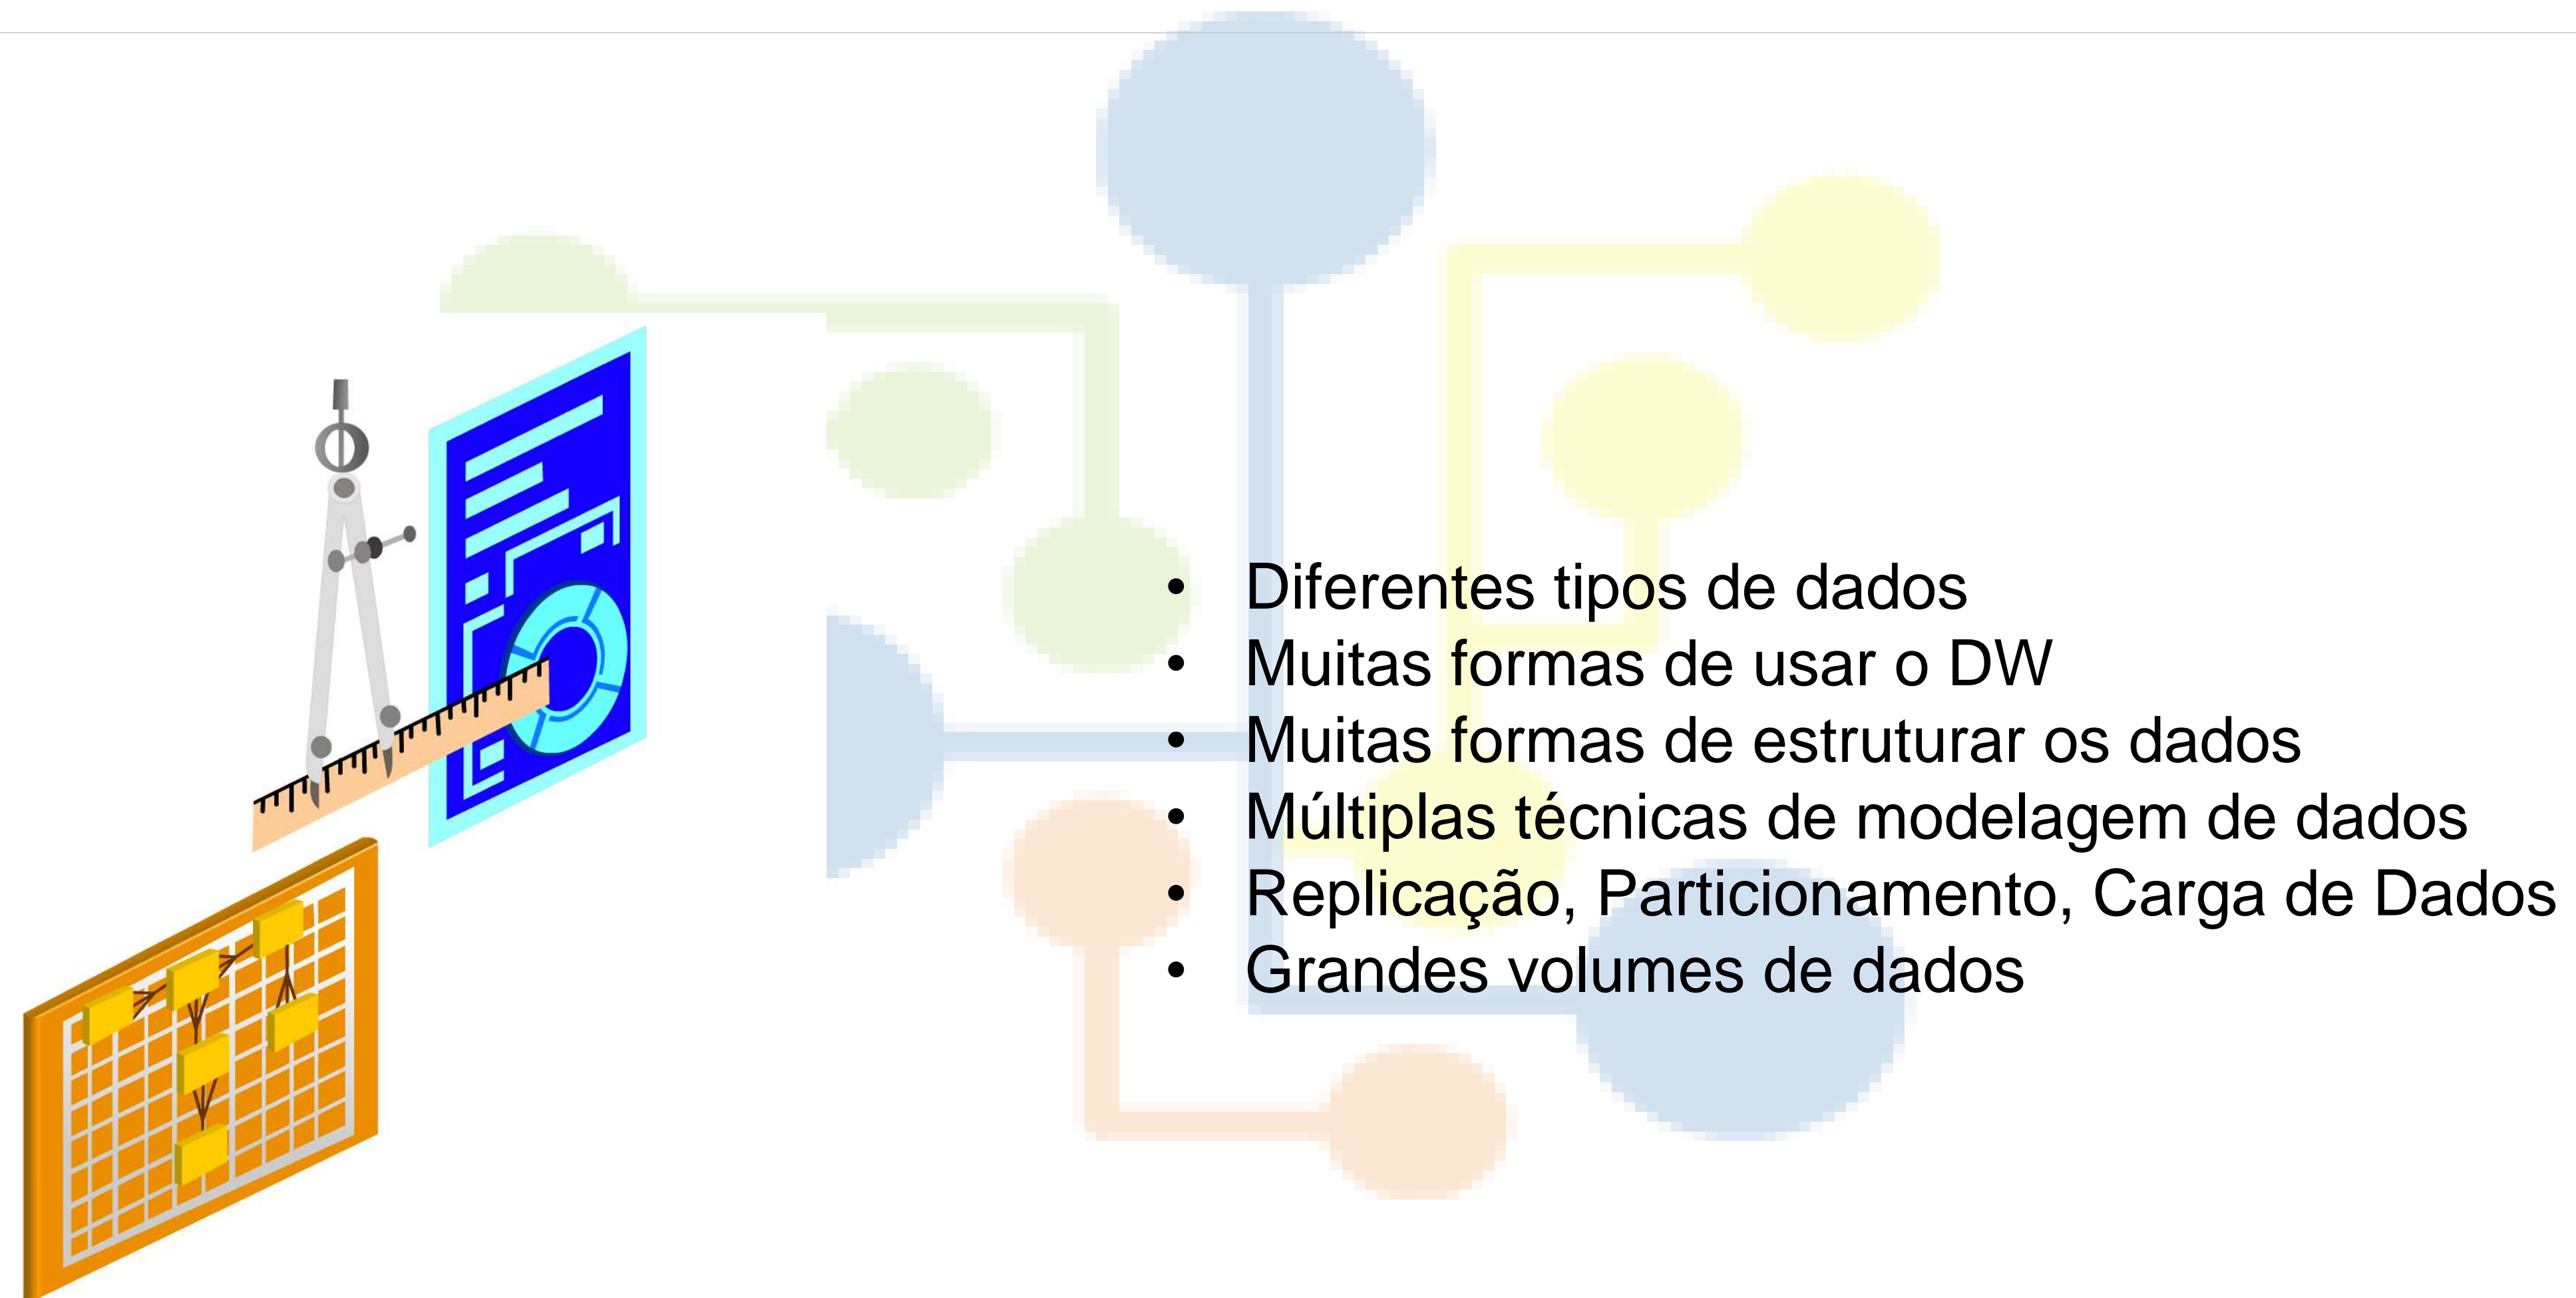 • Diferentes tipos de dados
• Muitas formas de usar o DW
• Muitas formas de estruturar os dados
• Múltiplas técnicas de modelagem de dados
• Replicação, Particionamento, Carga de Dados
• Grandes volumes de dados